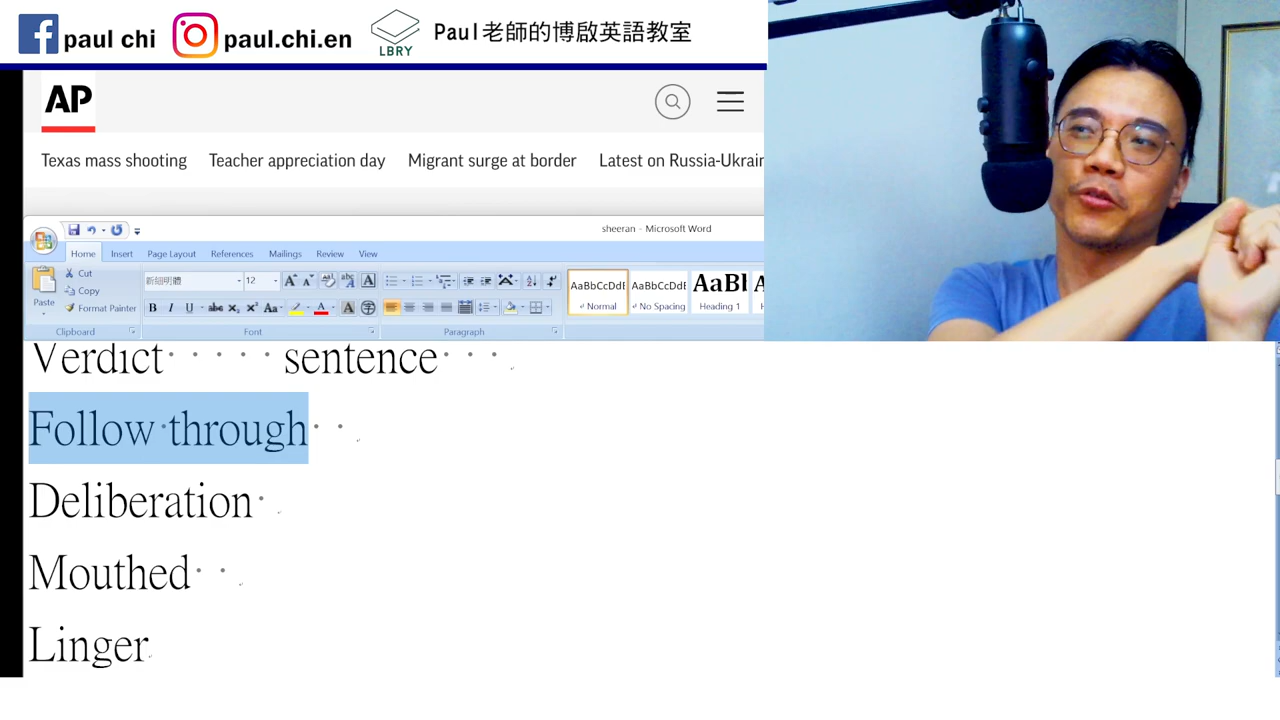 paul chi
paul.chi.en
LBRY
Paul老師的博啟英語教室
AP
Texas mass shooting
Teacher appreciation day
Migrant surge at border
Latest on Russia-Ukrain
sheeran - Microsoft Word
Home
Insert
Page Layout
References
Mailings
Review
View
Paste
Cut
Copy
Format Painter
Clipboard
新細明體
12
Font
Paragraph
AaBbCcDdE
Normal
AaBbCcDdE
No Spacing
AaBl
Heading 1
Verdict sentence
Follow through
Deliberation
Mouthed
Linger